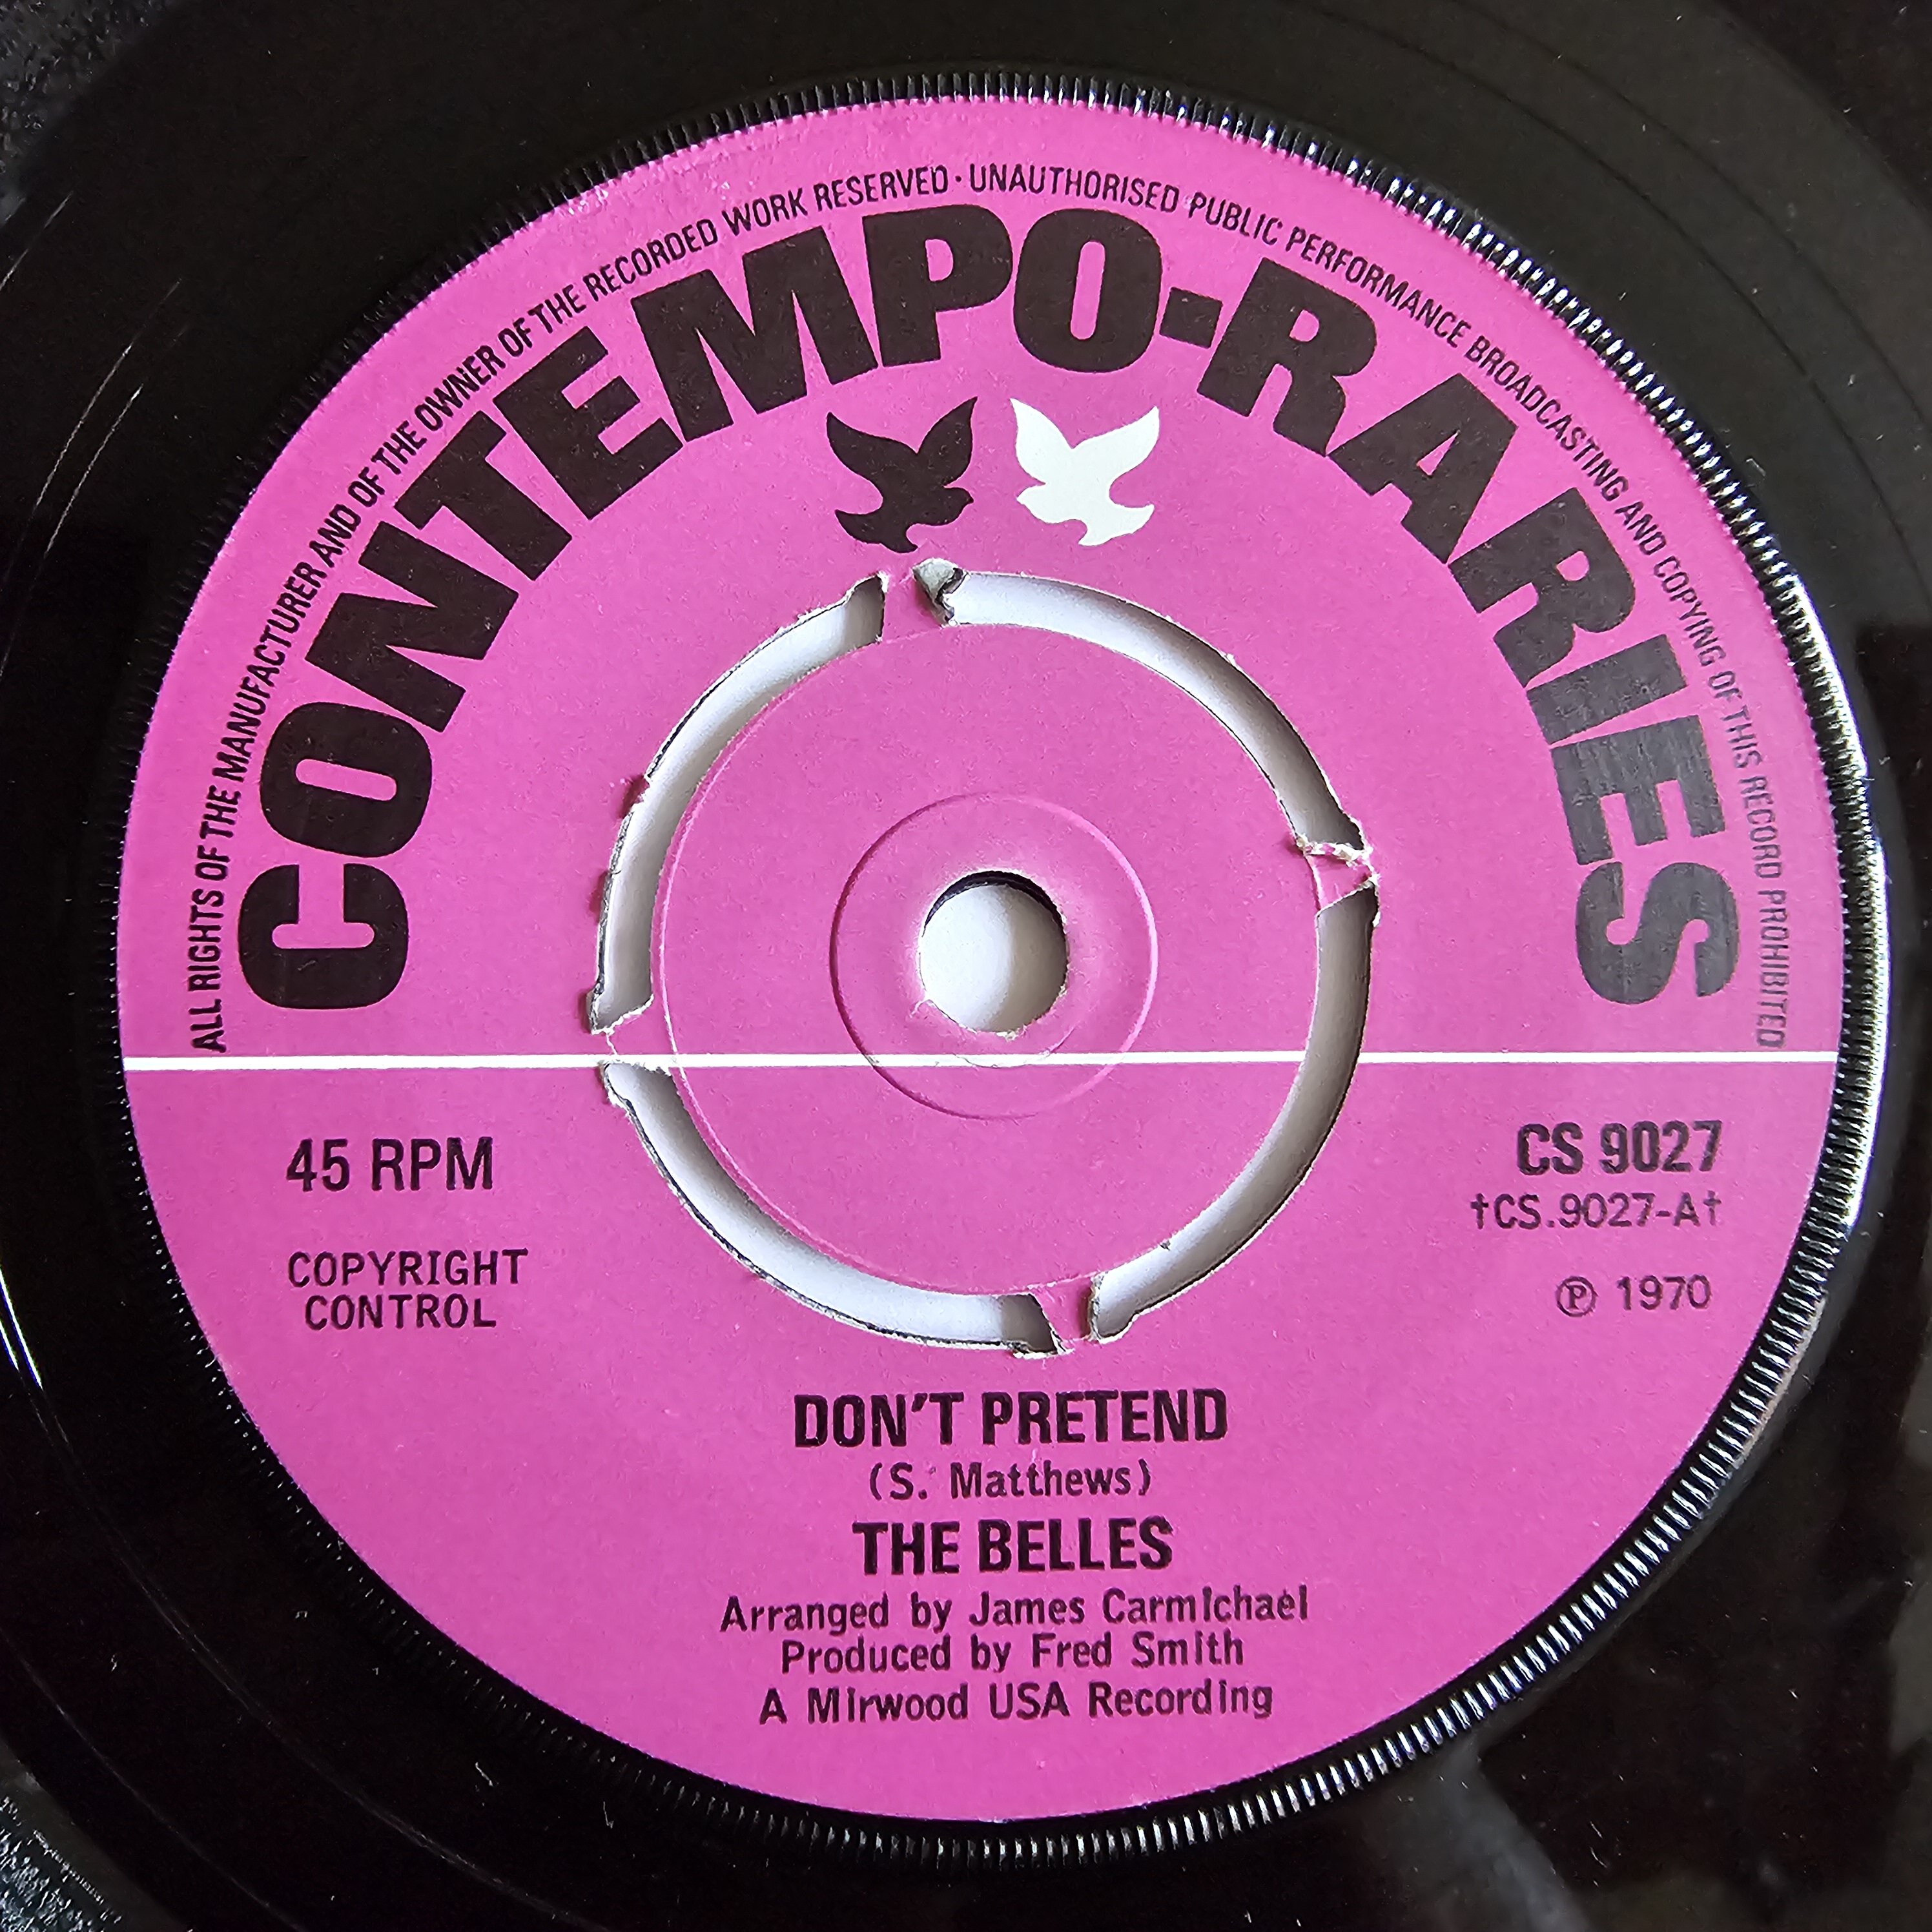 ALL RIGHTS OF THE MANUFACTURER AND OF THE OWNER OF THE RECORDED WORK RESERVED · UNAUTHORISED PUBLIC PERFORMANCE BROADCASTING AND COPYING OF THIS RECORD PROHIBITED
CONTEMPO-RARIES
45 RPM
COPYRIGHT
CONTROL
CS 9027
†CS.9027-A†
℗ 1970
DON'T PRETEND
(S. Matthews)
THE BELLES
Arranged by James Carmichael
Produced by Fred Smith
A Mirwood USA Recording